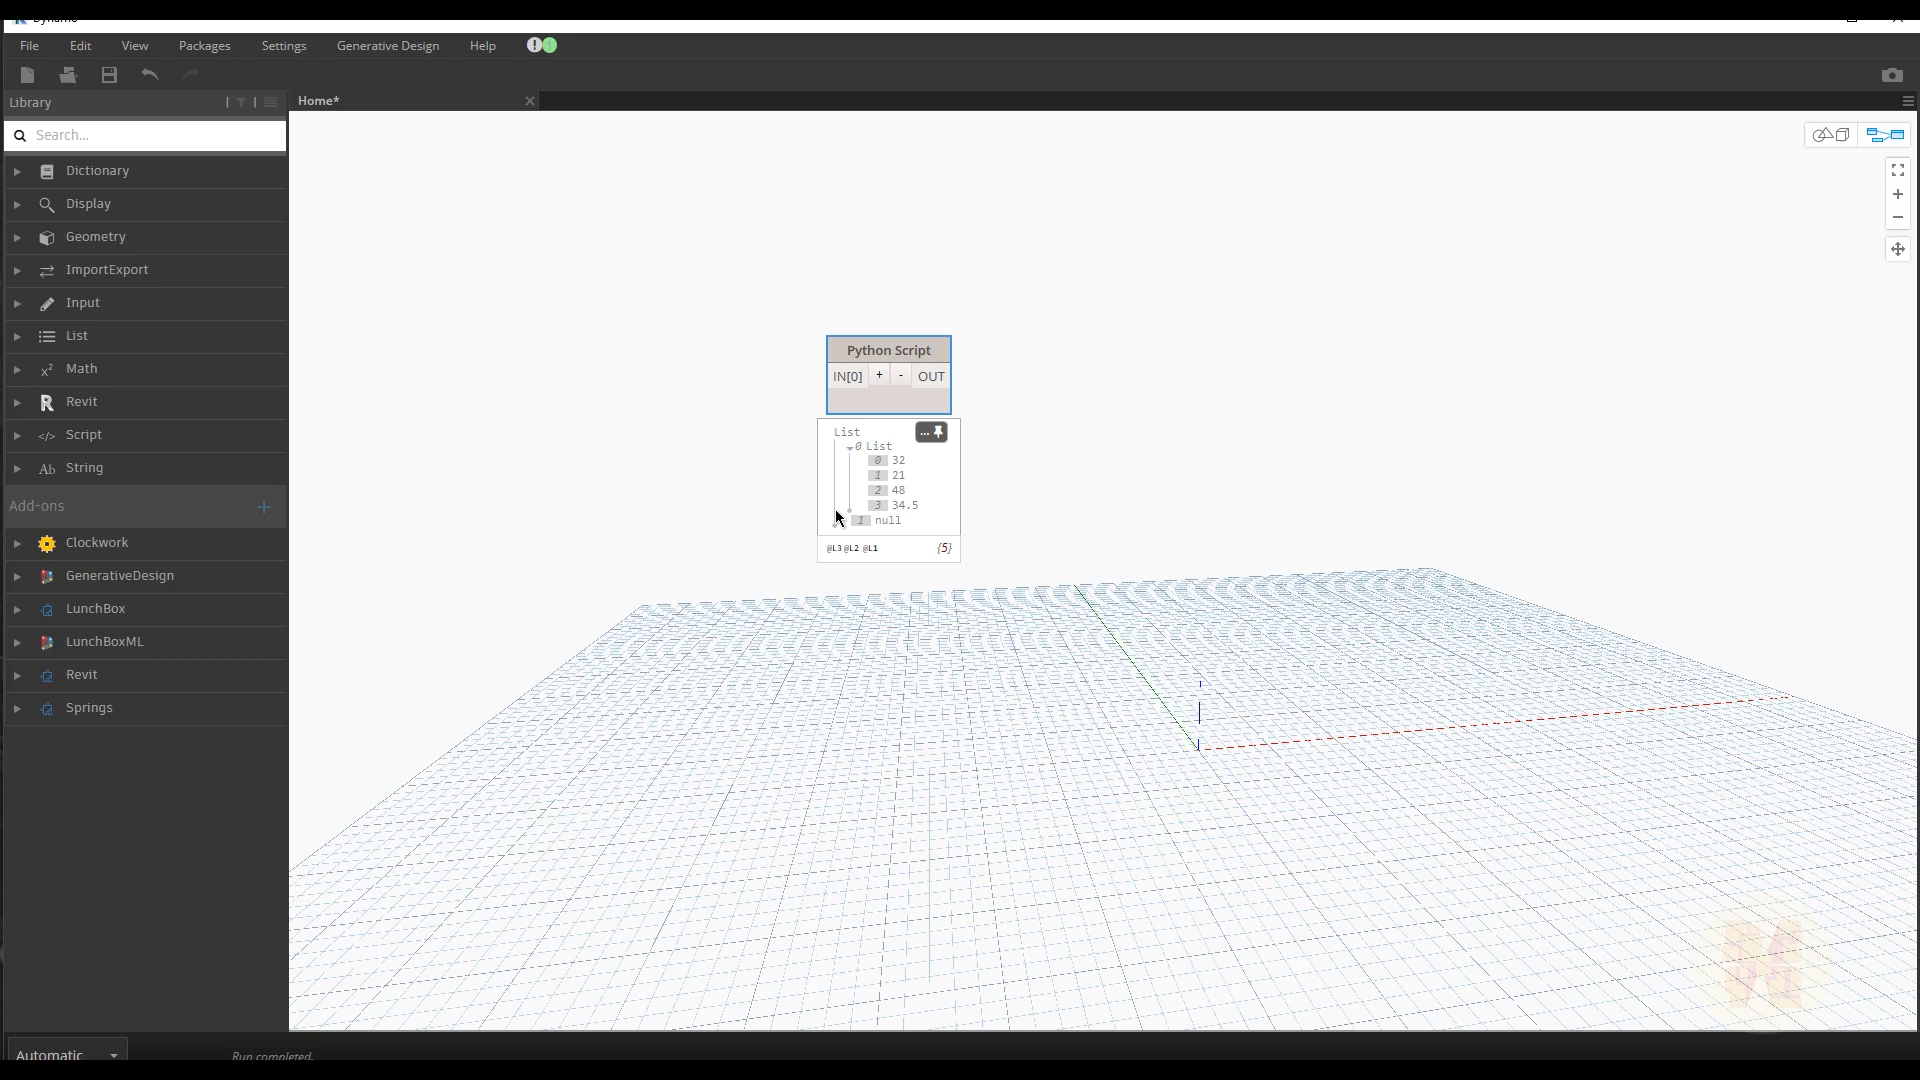 Dynamo
File Edit View Packages Settings Generative Design Help
Library
Home*
Search...
Dictionary
Display
Geometry
ImportExport
Input
List
Math
Revit
Script
String
Add-ons
Clockwork
GenerativeDesign
LunchBox
LunchBoxML
Revit
Springs
Python Script
IN[0] + - OUT
List
0 List
0 32
1 21
2 48
3 34.5
1 null
@L3 @L2 @L1 {5}
Automatic
Run completed.